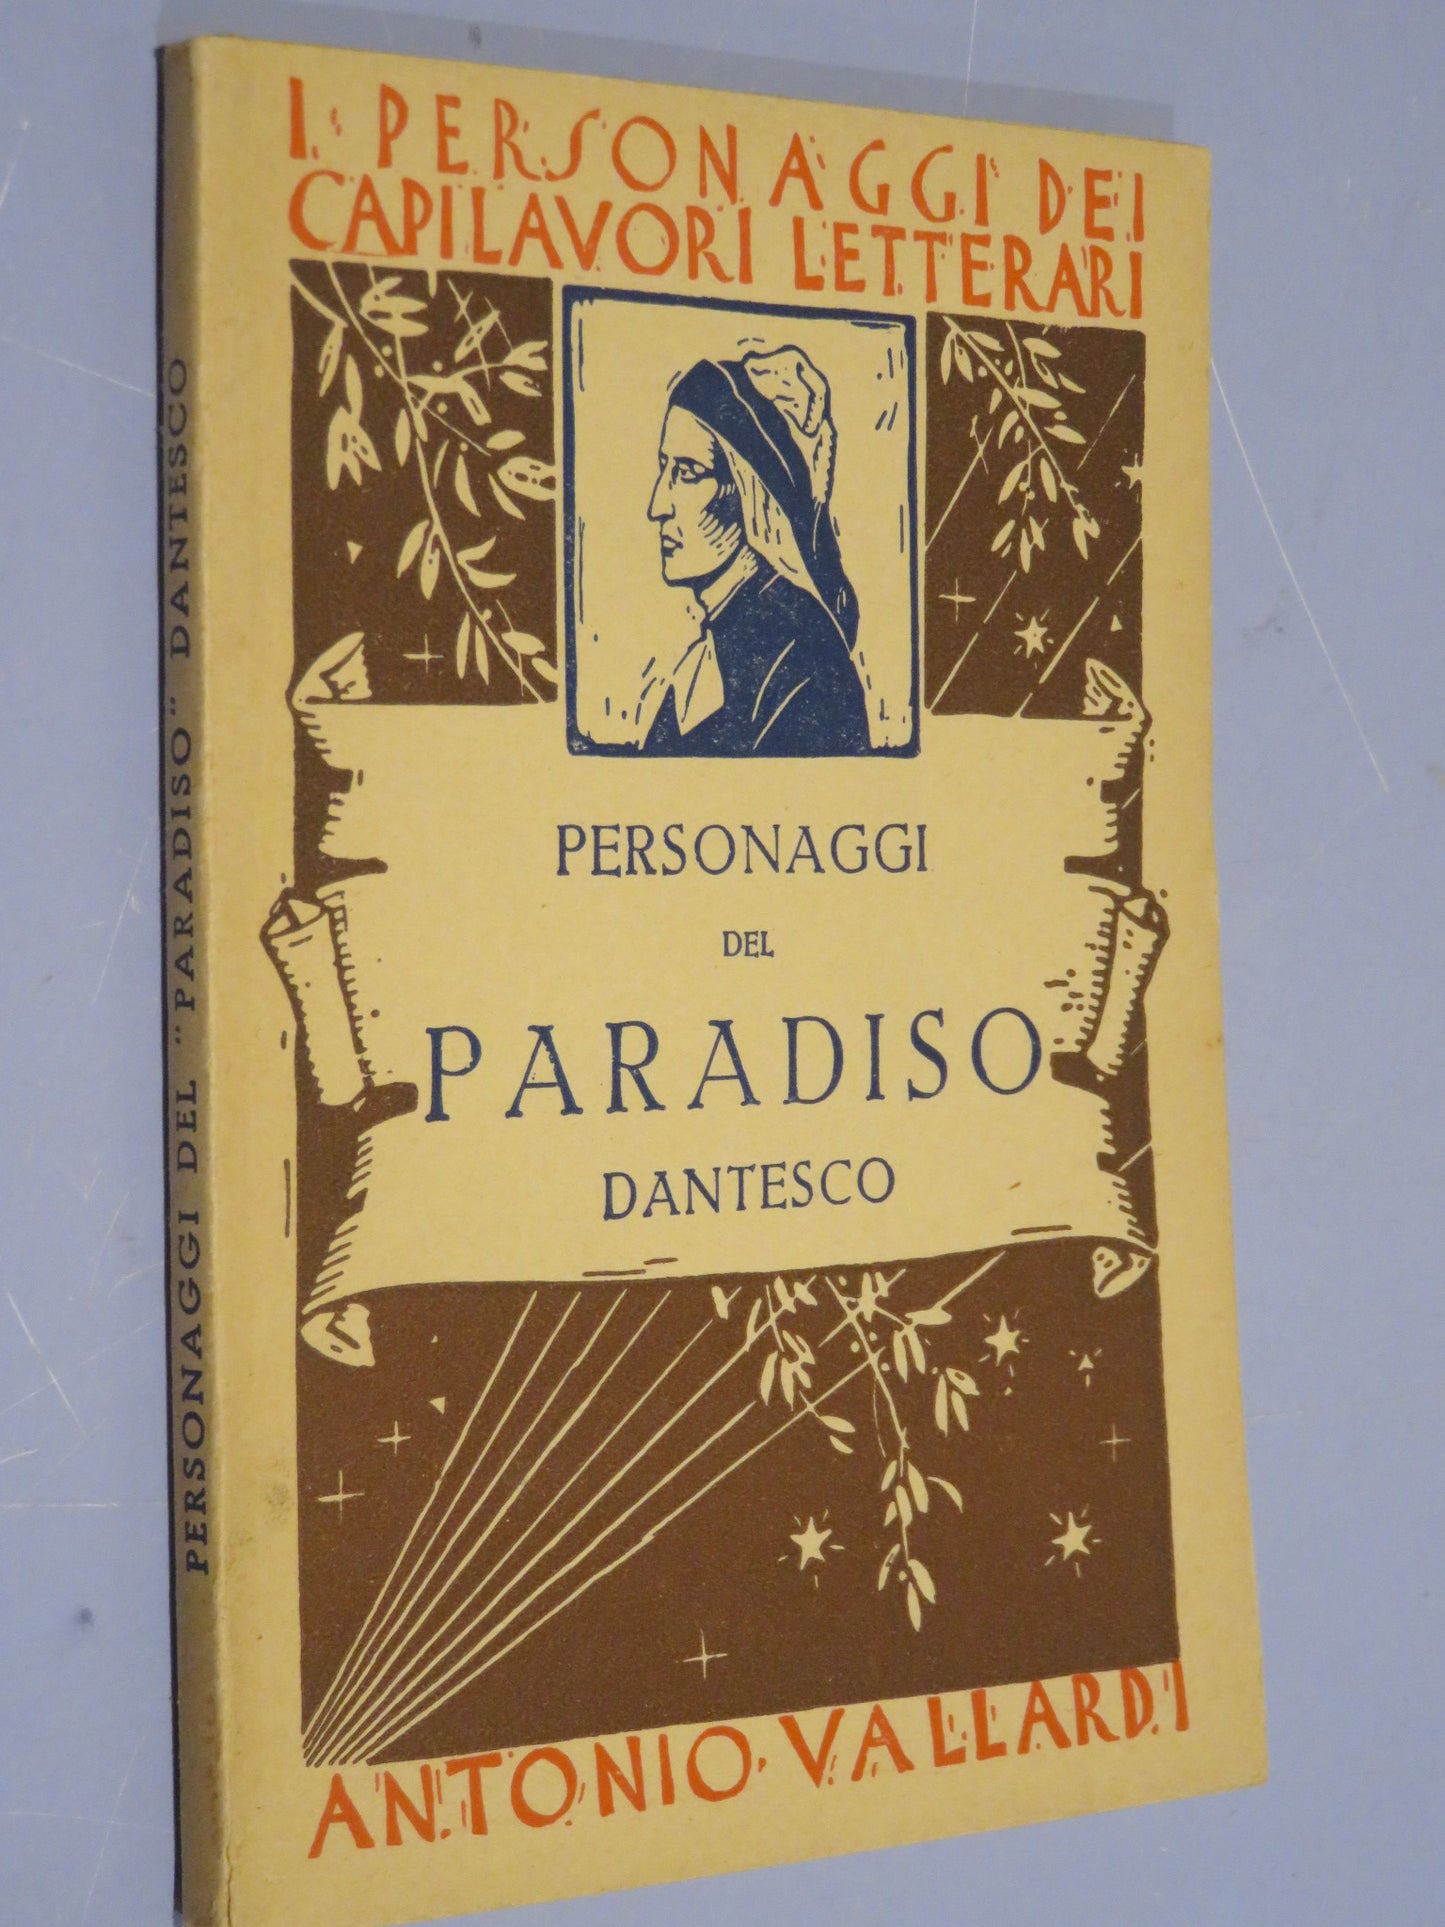 I PERSONAGGI DEI
CAPILAVORI LETTERARI
PERSONAGGI
DEL
PARADISO
DANTESCO
ANTONIO VALLARDI
PERSONAGGI DEL "PARADISO" DANTESCO